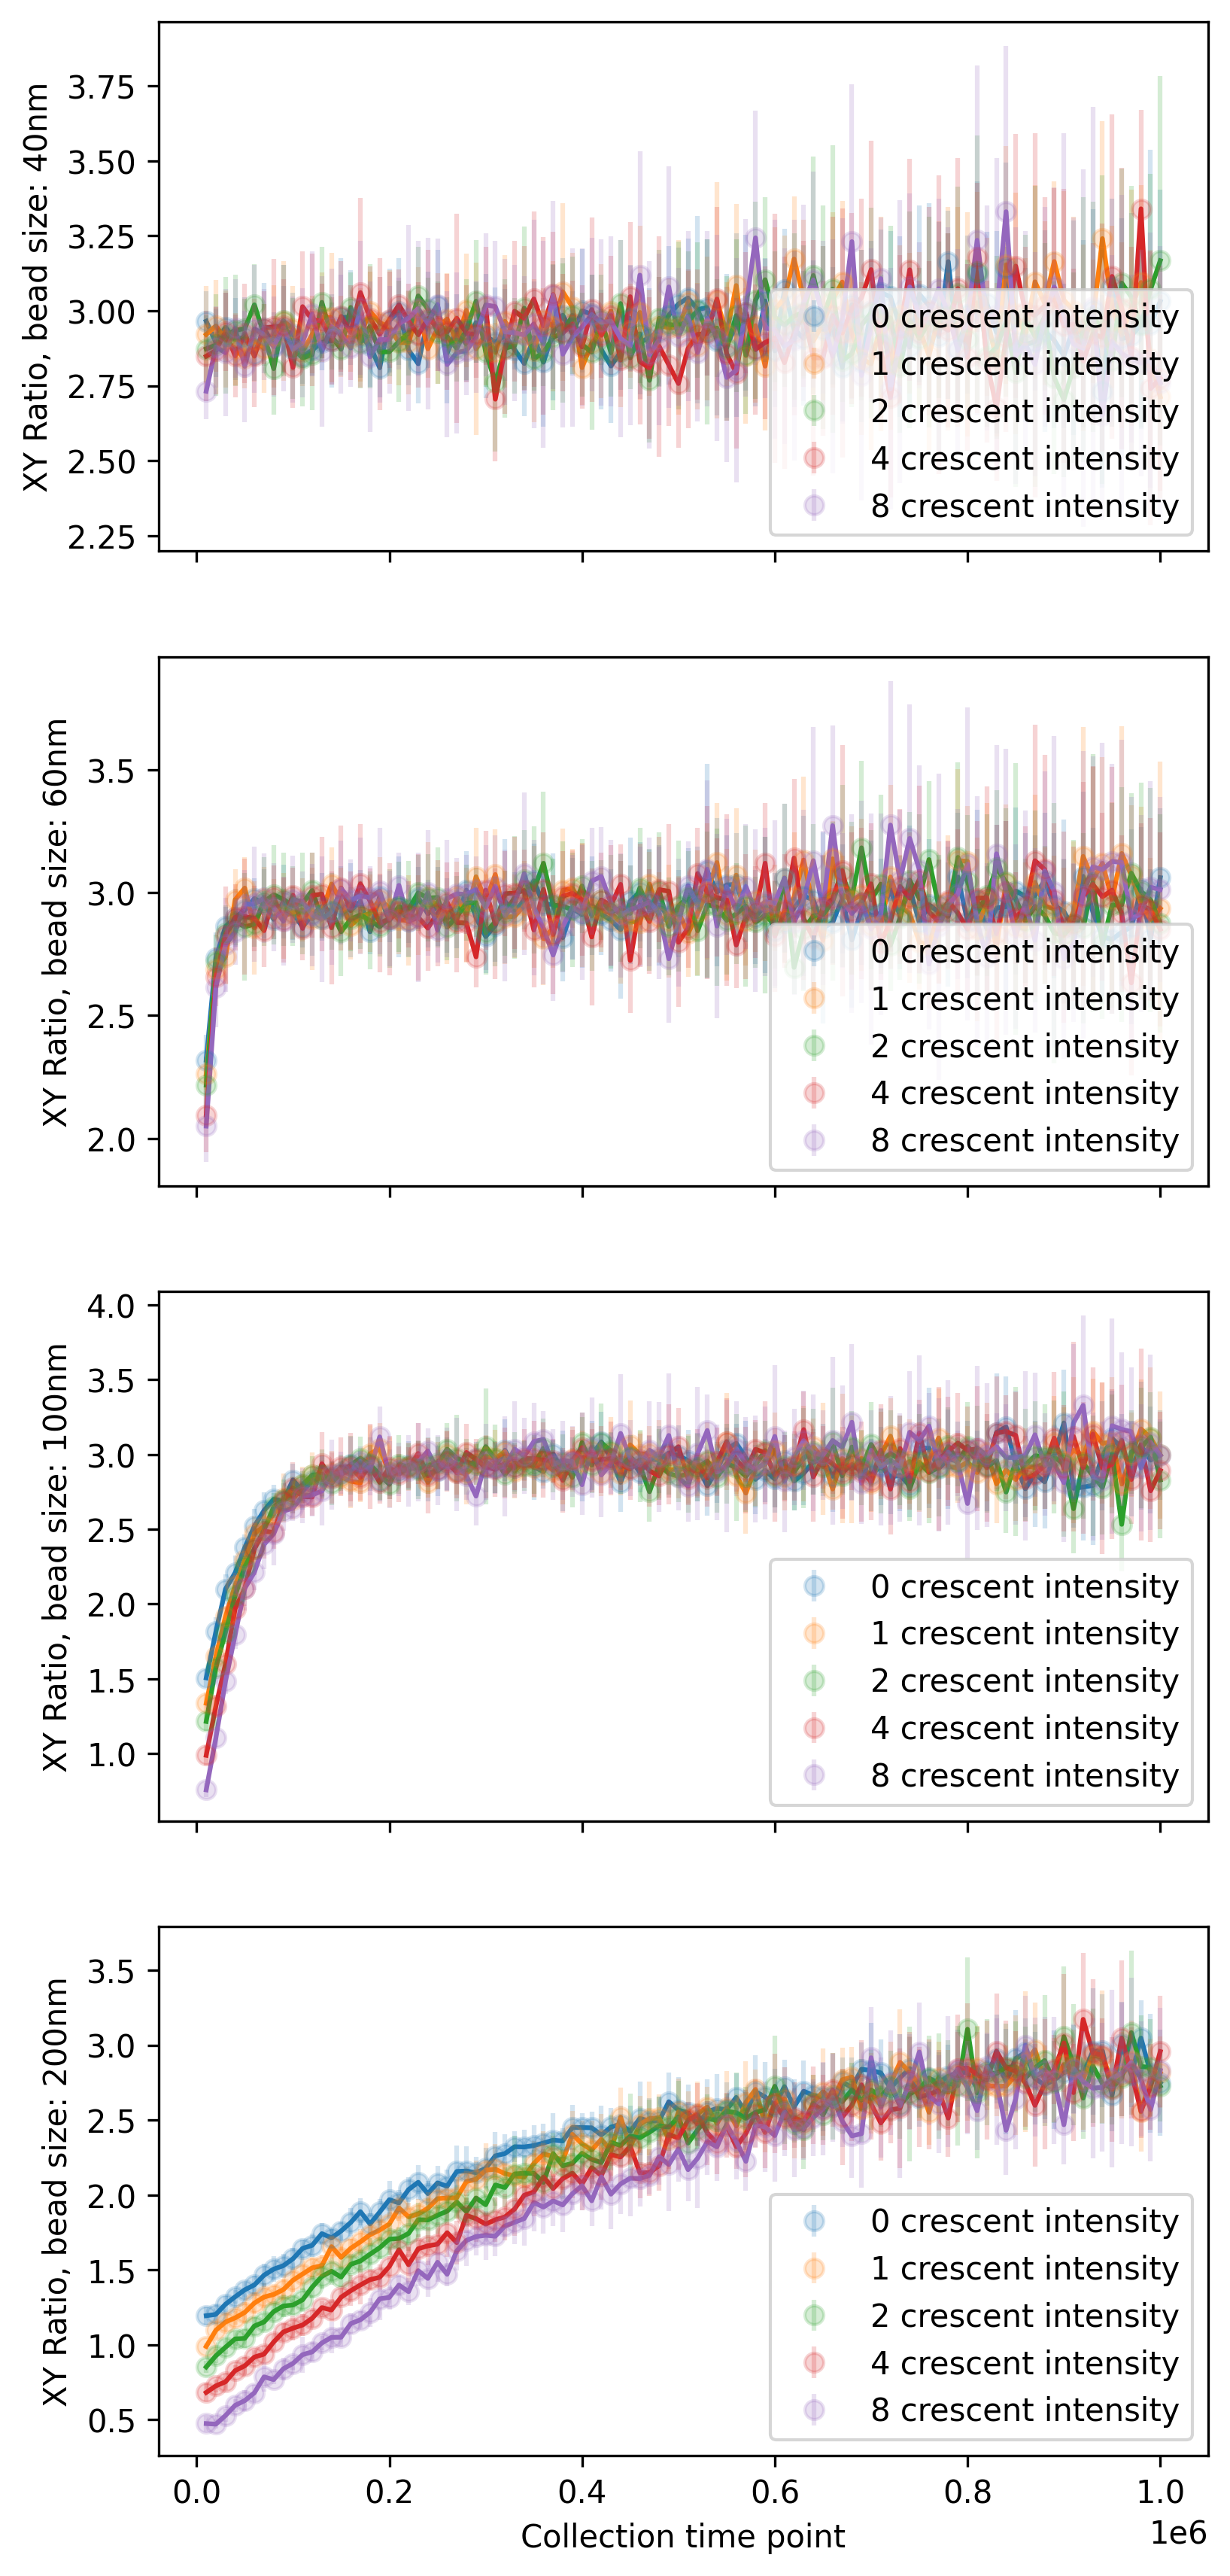 XY Ratio, bead size: 40nm
3.75
3.50
3.25
3.00
2.75
2.50
2.25
0 crescent intensity
1 crescent intensity
2 crescent intensity
4 crescent intensity
8 crescent intensity
XY Ratio, bead size: 60nm
3.5
3.0
2.5
2.0
0 crescent intensity
1 crescent intensity
2 crescent intensity
4 crescent intensity
8 crescent intensity
XY Ratio, bead size: 100nm
4.0
3.5
3.0
2.5
2.0
1.5
1.0
0 crescent intensity
1 crescent intensity
2 crescent intensity
4 crescent intensity
8 crescent intensity
XY Ratio, bead size: 200nm
3.5
3.0
2.5
2.0
1.5
1.0
0.5
0 crescent intensity
1 crescent intensity
2 crescent intensity
4 crescent intensity
8 crescent intensity
0.0 0.2 0.4 0.6 0.8 1.0
Collection time point
1e6